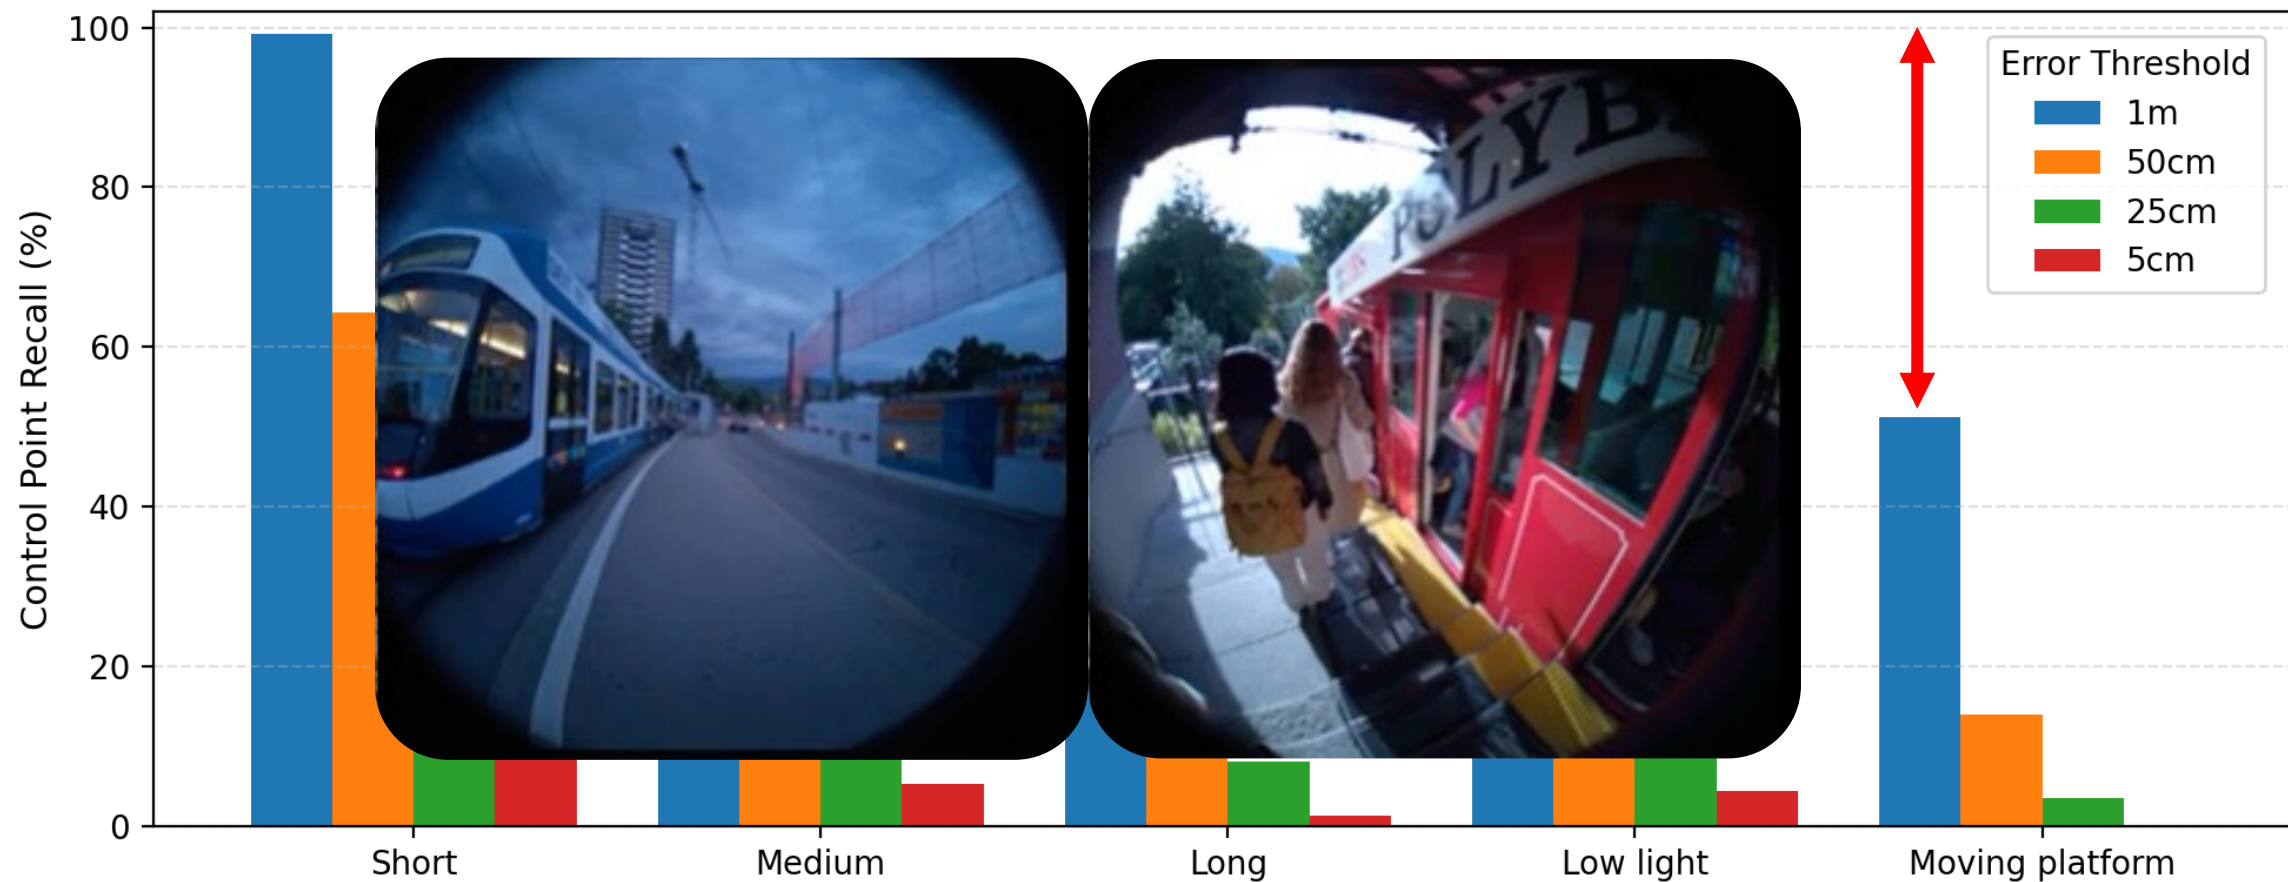 Control Point Recall (%)
100
80
60
40
20
0
Short
Medium
Long
Low light
Moving platform
Error Threshold
1m
50cm
25cm
5cm
POLYB